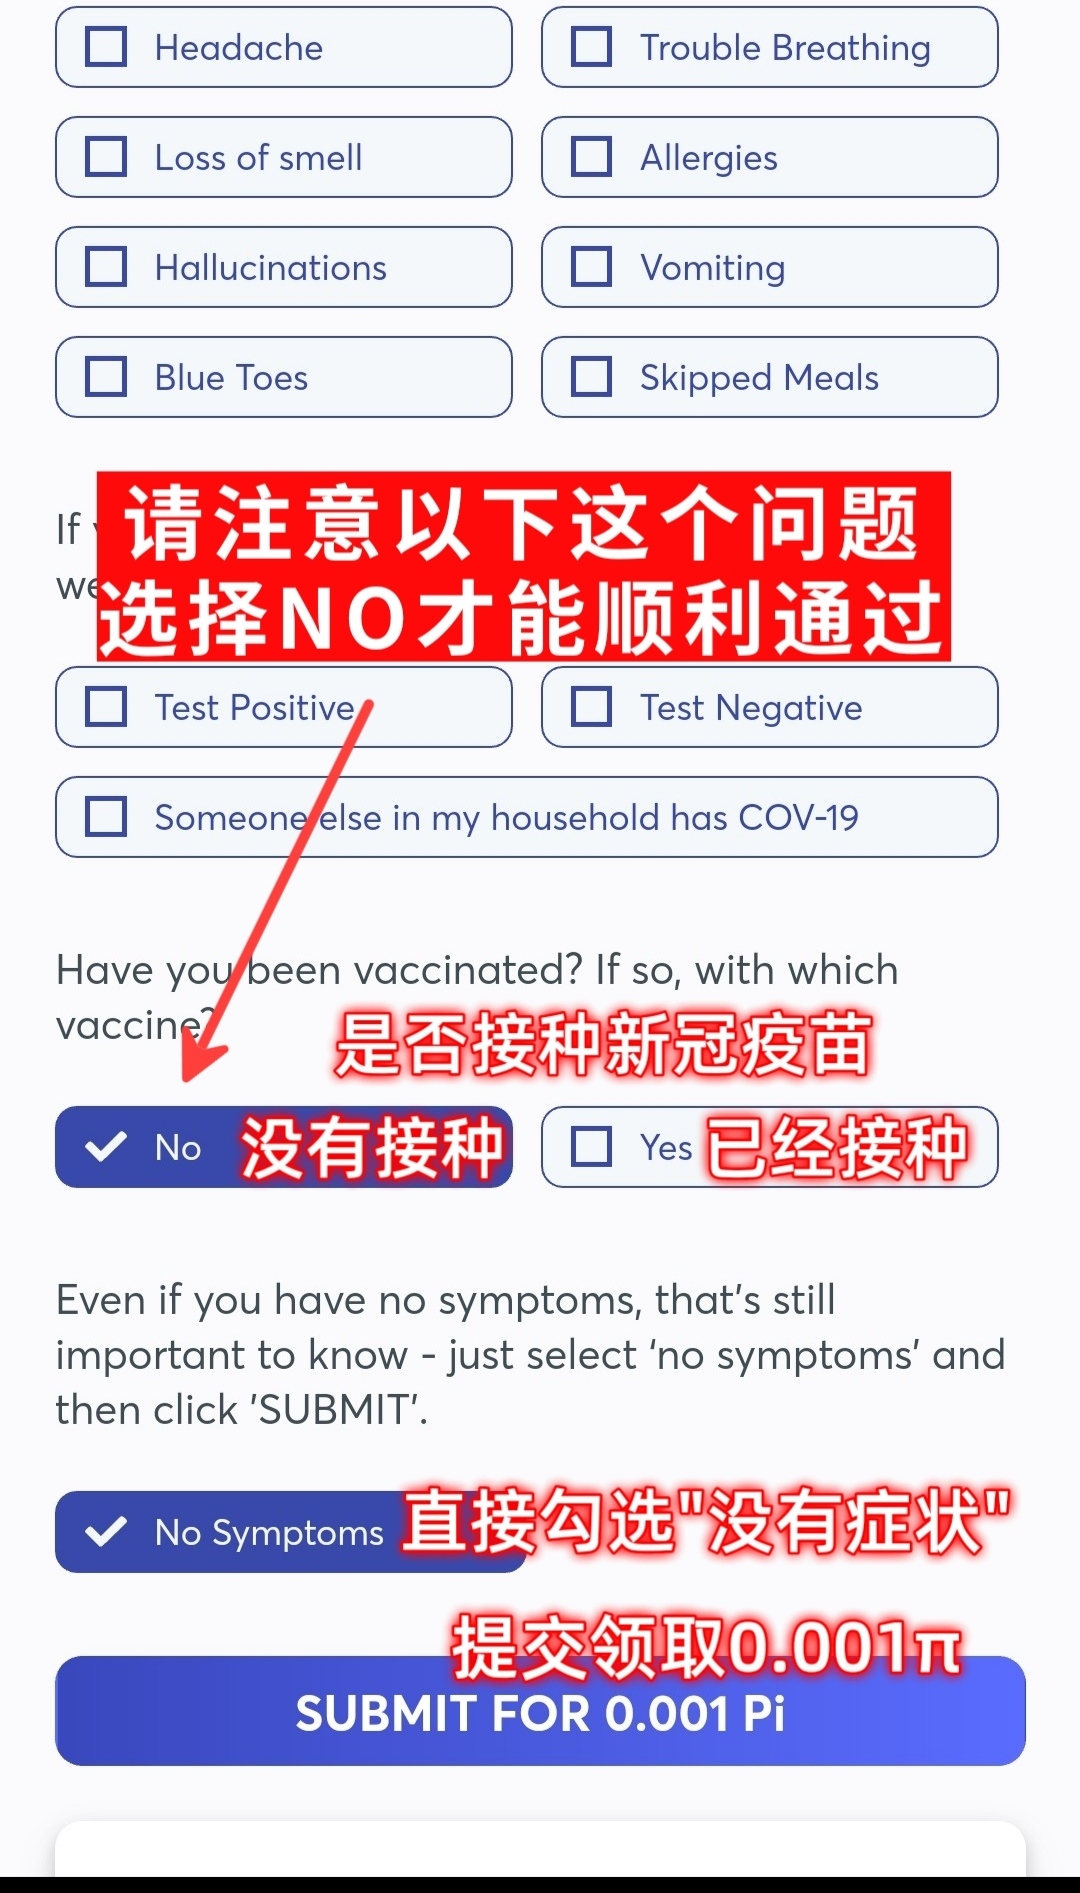 Headache
Trouble Breathing
Loss of smell
Allergies
Hallucinations
Vomiting
Blue Toes
Skipped Meals
If
请注意以下这个问题
选择NO才能顺利通过
Test Positive
Test Negative
Someone else in my household has COV-19
Have you been vaccinated? If so, with which
vaccine?
是否接种新冠疫苗
No 没有接种
Yes 已经接种
Even if you have no symptoms, that's still
important to know - just select 'no symptoms' and
then click 'SUBMIT'.
No Symptoms 直接勾选"没有症状"
提交领取0.001π
SUBMIT FOR 0.001 Pi